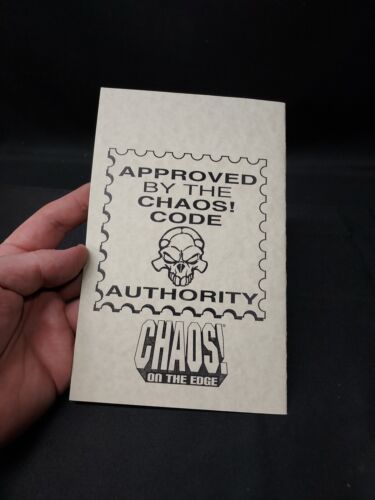 APPROVED
BY THE
CHAOS!
CODE
AUTHORITY
CHAOS!
ON THE EDGE